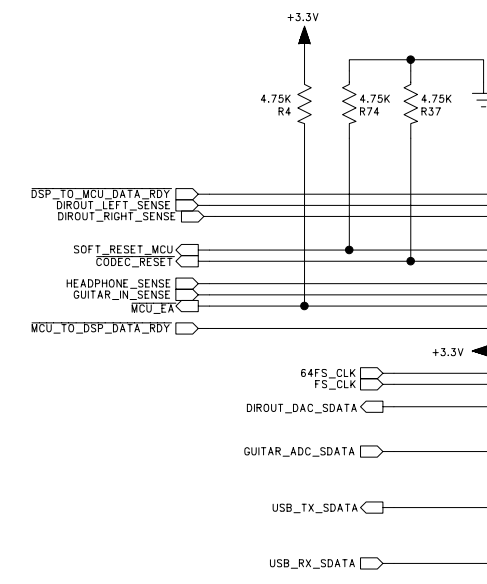 +3.3V
4.75K
R4
4.75K
R74
4.75K
R37
DSP_TO_MCU_DATA_RDY
DIROUT_LEFT_SENSE
DIROUT_RIGHT_SENSE
SOFT_RESET_MCU
CODEC_RESET
HEADPHONE_SENSE
GUITAR_IN_SENSE
MCU_EA
MCU_TO_DSP_DATA_RDY
+3.3V
64FS_CLK
FS_CLK
DIROUT_DAC_SDATA
GUITAR_ADC_SDATA
USB_TX_SDATA
USB_RX_SDATA